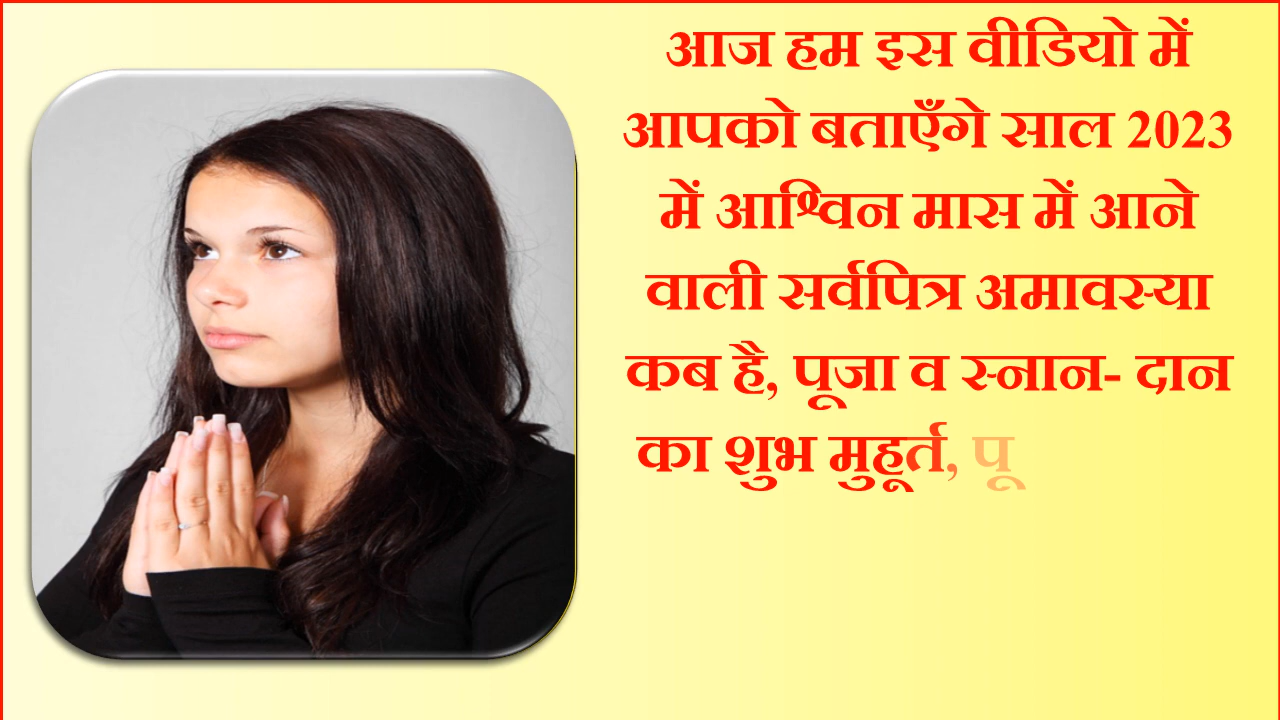 आज हम इस वीडियो में
आपको बताएँगे साल 2023
में आश्विन मास में आने
वाली सर्वपित्र अमावस्या
कब है, पूजा व स्नान- दान
का शुभ मुहूर्त, पू